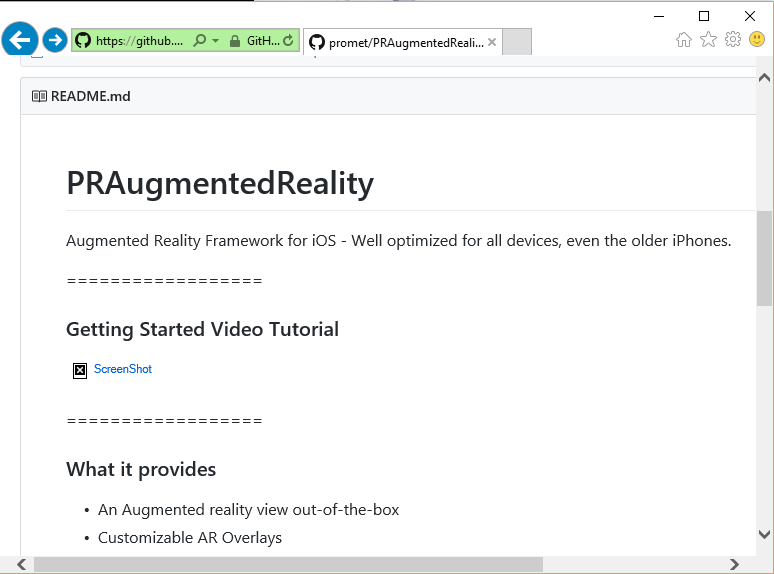 https://github....
GitH...
promet/PRAugmentedReali...
README.md
PRAugmentedReality
Augmented Reality Framework for iOS - Well optimized for all devices, even the older iPhones.
==================
Getting Started Video Tutorial
ScreenShot
==================
What it provides
• An Augmented reality view out-of-the-box
• Customizable AR Overlays